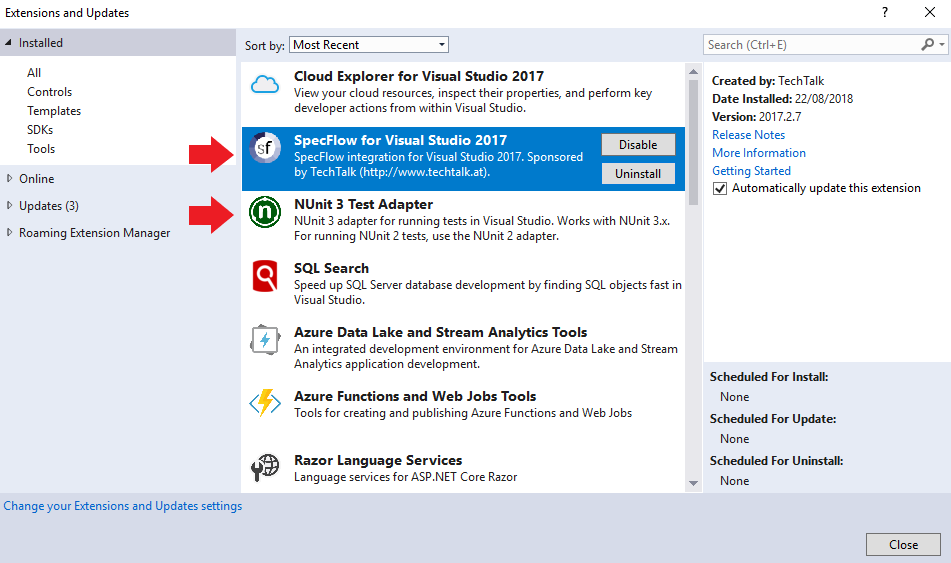 Extensions and Updates
?
Installed
All
Controls
Templates
SDKs
Tools
Online
Updates (3)
Roaming Extension Manager
Sort by: Most Recent
Cloud Explorer for Visual Studio 2017
View your cloud resources, inspect their properties, and perform key
developer actions from within Visual Studio.
sf
SpecFlow for Visual Studio 2017
SpecFlow integration for Visual Studio 2017. Sponsored
by TechTalk (http://www.techtalk.at).
Disable
Uninstall
n
NUnit 3 Test Adapter
NUnit 3 adapter for running tests in Visual Studio. Works with NUnit 3.x.
For running NUnit 2 tests, use the NUnit 2 adapter.
SQL Search
Speed up SQL Server database development by finding SQL objects fast in
Visual Studio.
Azure Data Lake and Stream Analytics Tools
An integrated development environment for Azure Data Lake and Stream
Analytics application development.
Azure Functions and Web Jobs Tools
Tools for creating and publishing Azure Functions and Web Jobs
Razor Language Services
Language services for ASP.NET Core Razor
Search (Ctrl+E)
Created by: TechTalk
Date Installed: 22/08/2018
Version: 2017.2.7
Release Notes
More Information
Getting Started
Automatically update this extension
Scheduled For Install:
None
Scheduled For Update:
None
Scheduled For Uninstall:
None
Change your Extensions and Updates settings
Close